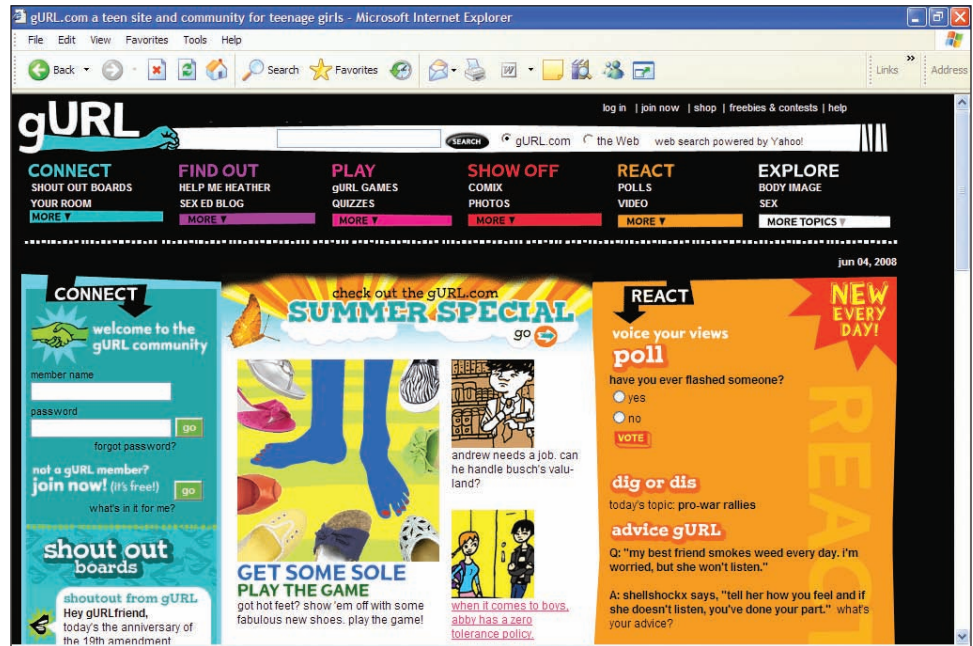 gURL.com a teen site and community for teenage girls - Microsoft Internet Explorer
File Edit View Favorites Tools Help
Back Search Favorites Links » Address
gURL
log in | join now | shop | freebies & contests | help
SEARCH gURL.com the Web web search powered by Yahoo!
CONNECT
SHOUT OUT BOARDS
YOUR ROOM
MORE ▼
FIND OUT
HELP ME HEATHER
SEX ED BLOG
MORE ▼
PLAY
gURL GAMES
QUIZZES
MORE ▼
SHOW OFF
COMIX
PHOTOS
MORE ▼
REACT
POLLS
VIDEO
MORE ▼
EXPLORE
BODY IMAGE
SEX
MORE TOPICS ▼
jun 04, 2008
CONNECT
welcome to the
gURL community
member name
password
go
forgot password?
not a gURL member?
join now! (it's free!)
go
what's in it for me?
shout out
boards
shoutout from gURL
Hey gURLfriend,
today's the anniversary of
the 19th amendment
check out the gURL.com
SUMMER SPECIAL
go
GET SOME SOLE
PLAY THE GAME
got hot feet? show 'em off with some
fabulous new shoes. play the game!
andrew needs a job. can
he handle busch's valu-
land?
when it comes to boys,
abby has a zero
tolerance policy.
REACT
NEW
EVERY
DAY!
voice your views
poll
have you ever flashed someone?
yes
no
VOTE
dig or dis
today's topic: pro-war rallies
advice gURL
Q: "my best friend smokes weed every day. i'm
worried, but she won't listen."
A: shellshockx says, "tell her how you feel and if
she doesn't listen, you've done your part." what's
your advice?
REACT